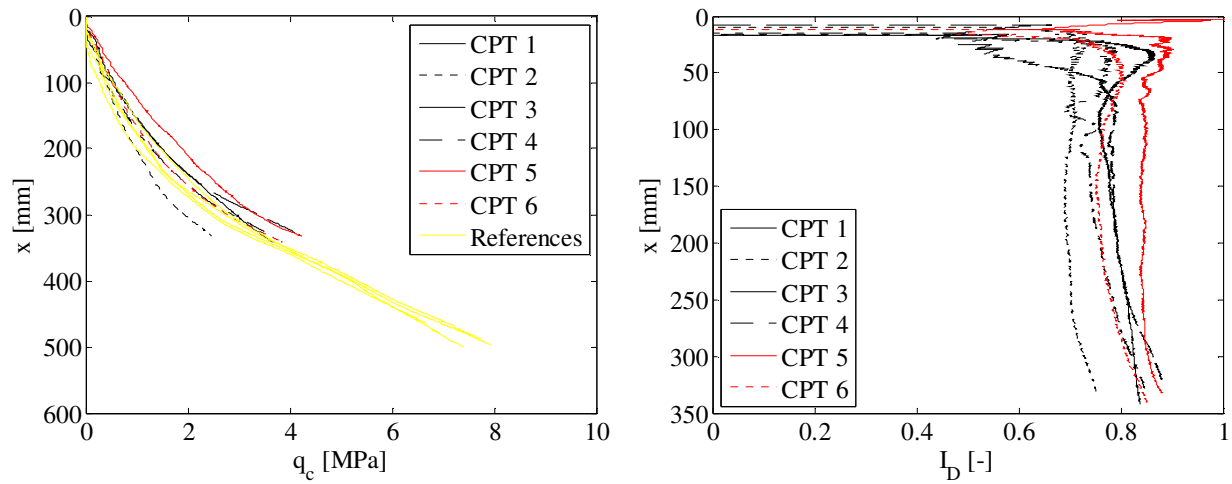 0
100
200
300
400
500
600
x [mm]
0
2
4
6
8
10
q_c [MPa]
CPT 1
CPT 2
CPT 3
CPT 4
CPT 5
CPT 6
References
0
50
100
150
200
250
300
350
x [mm]
0
0.2
0.4
0.6
0.8
1
I_D [-]
CPT 1
CPT 2
CPT 3
CPT 4
CPT 5
CPT 6